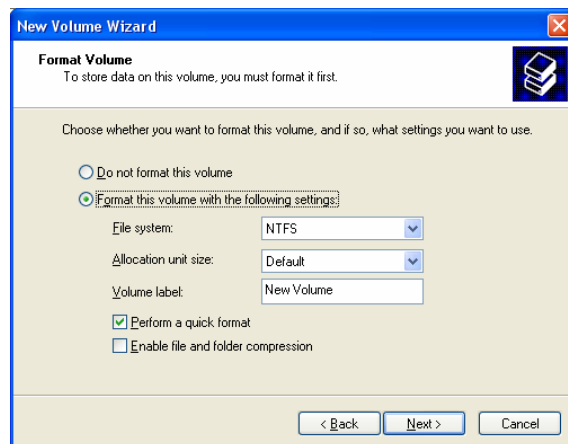 New Volume Wizard
Format Volume
To store data on this volume, you must format it first.
Choose whether you want to format this volume, and if so, what settings you want to use.
Do not format this volume
Format this volume with the following settings:
File system: NTFS
Allocation unit size: Default
Volume label: New Volume
Perform a quick format
Enable file and folder compression
< Back Next > Cancel